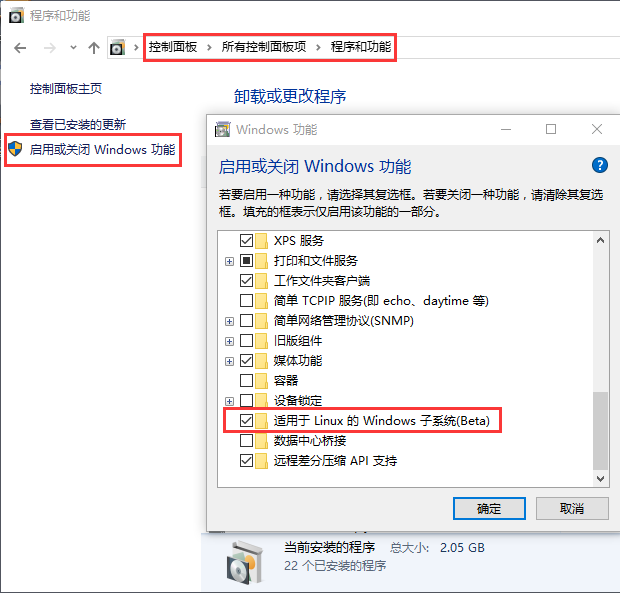 程序和功能
控制面板 › 所有控制面板项 › 程序和功能
控制面板主页
卸载或更改程序
查看已安装的更新
启用或关闭 Windows 功能
Windows 功能
启用或关闭 Windows 功能
若要启用一种功能，请选择其复选框。若要关闭一种功能，请清除其复选
框。填充的框表示仅启用该功能的一部分。
XPS 服务
打印和文件服务
工作文件夹客户端
简单 TCPIP 服务(即 echo、daytime 等)
简单网络管理协议(SNMP)
旧版组件
媒体功能
容器
设备锁定
适用于 Linux 的 Windows 子系统(Beta)
数据中心桥接
远程差分压缩 API 支持
确定
取消
当前安装的程序 总大小: 2.05 GB
22 个已安装的程序